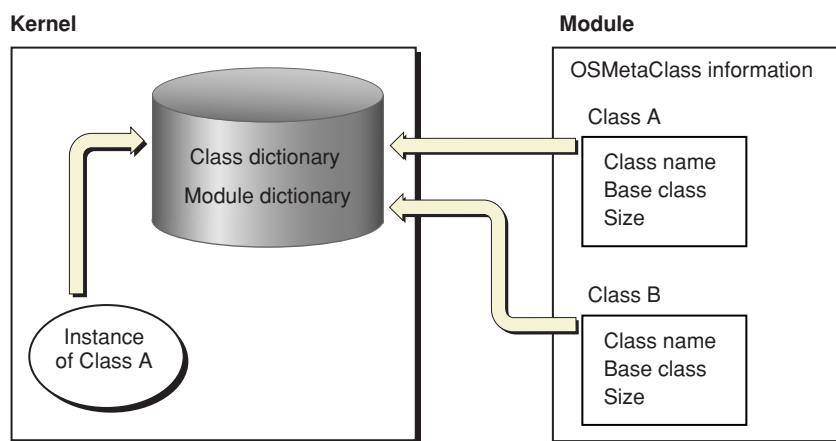 Kernel
Class dictionary
Module dictionary
Instance
of Class A
Module
OSMetaClass information
Class A
Class name
Base class
Size
Class B
Class name
Base class
Size